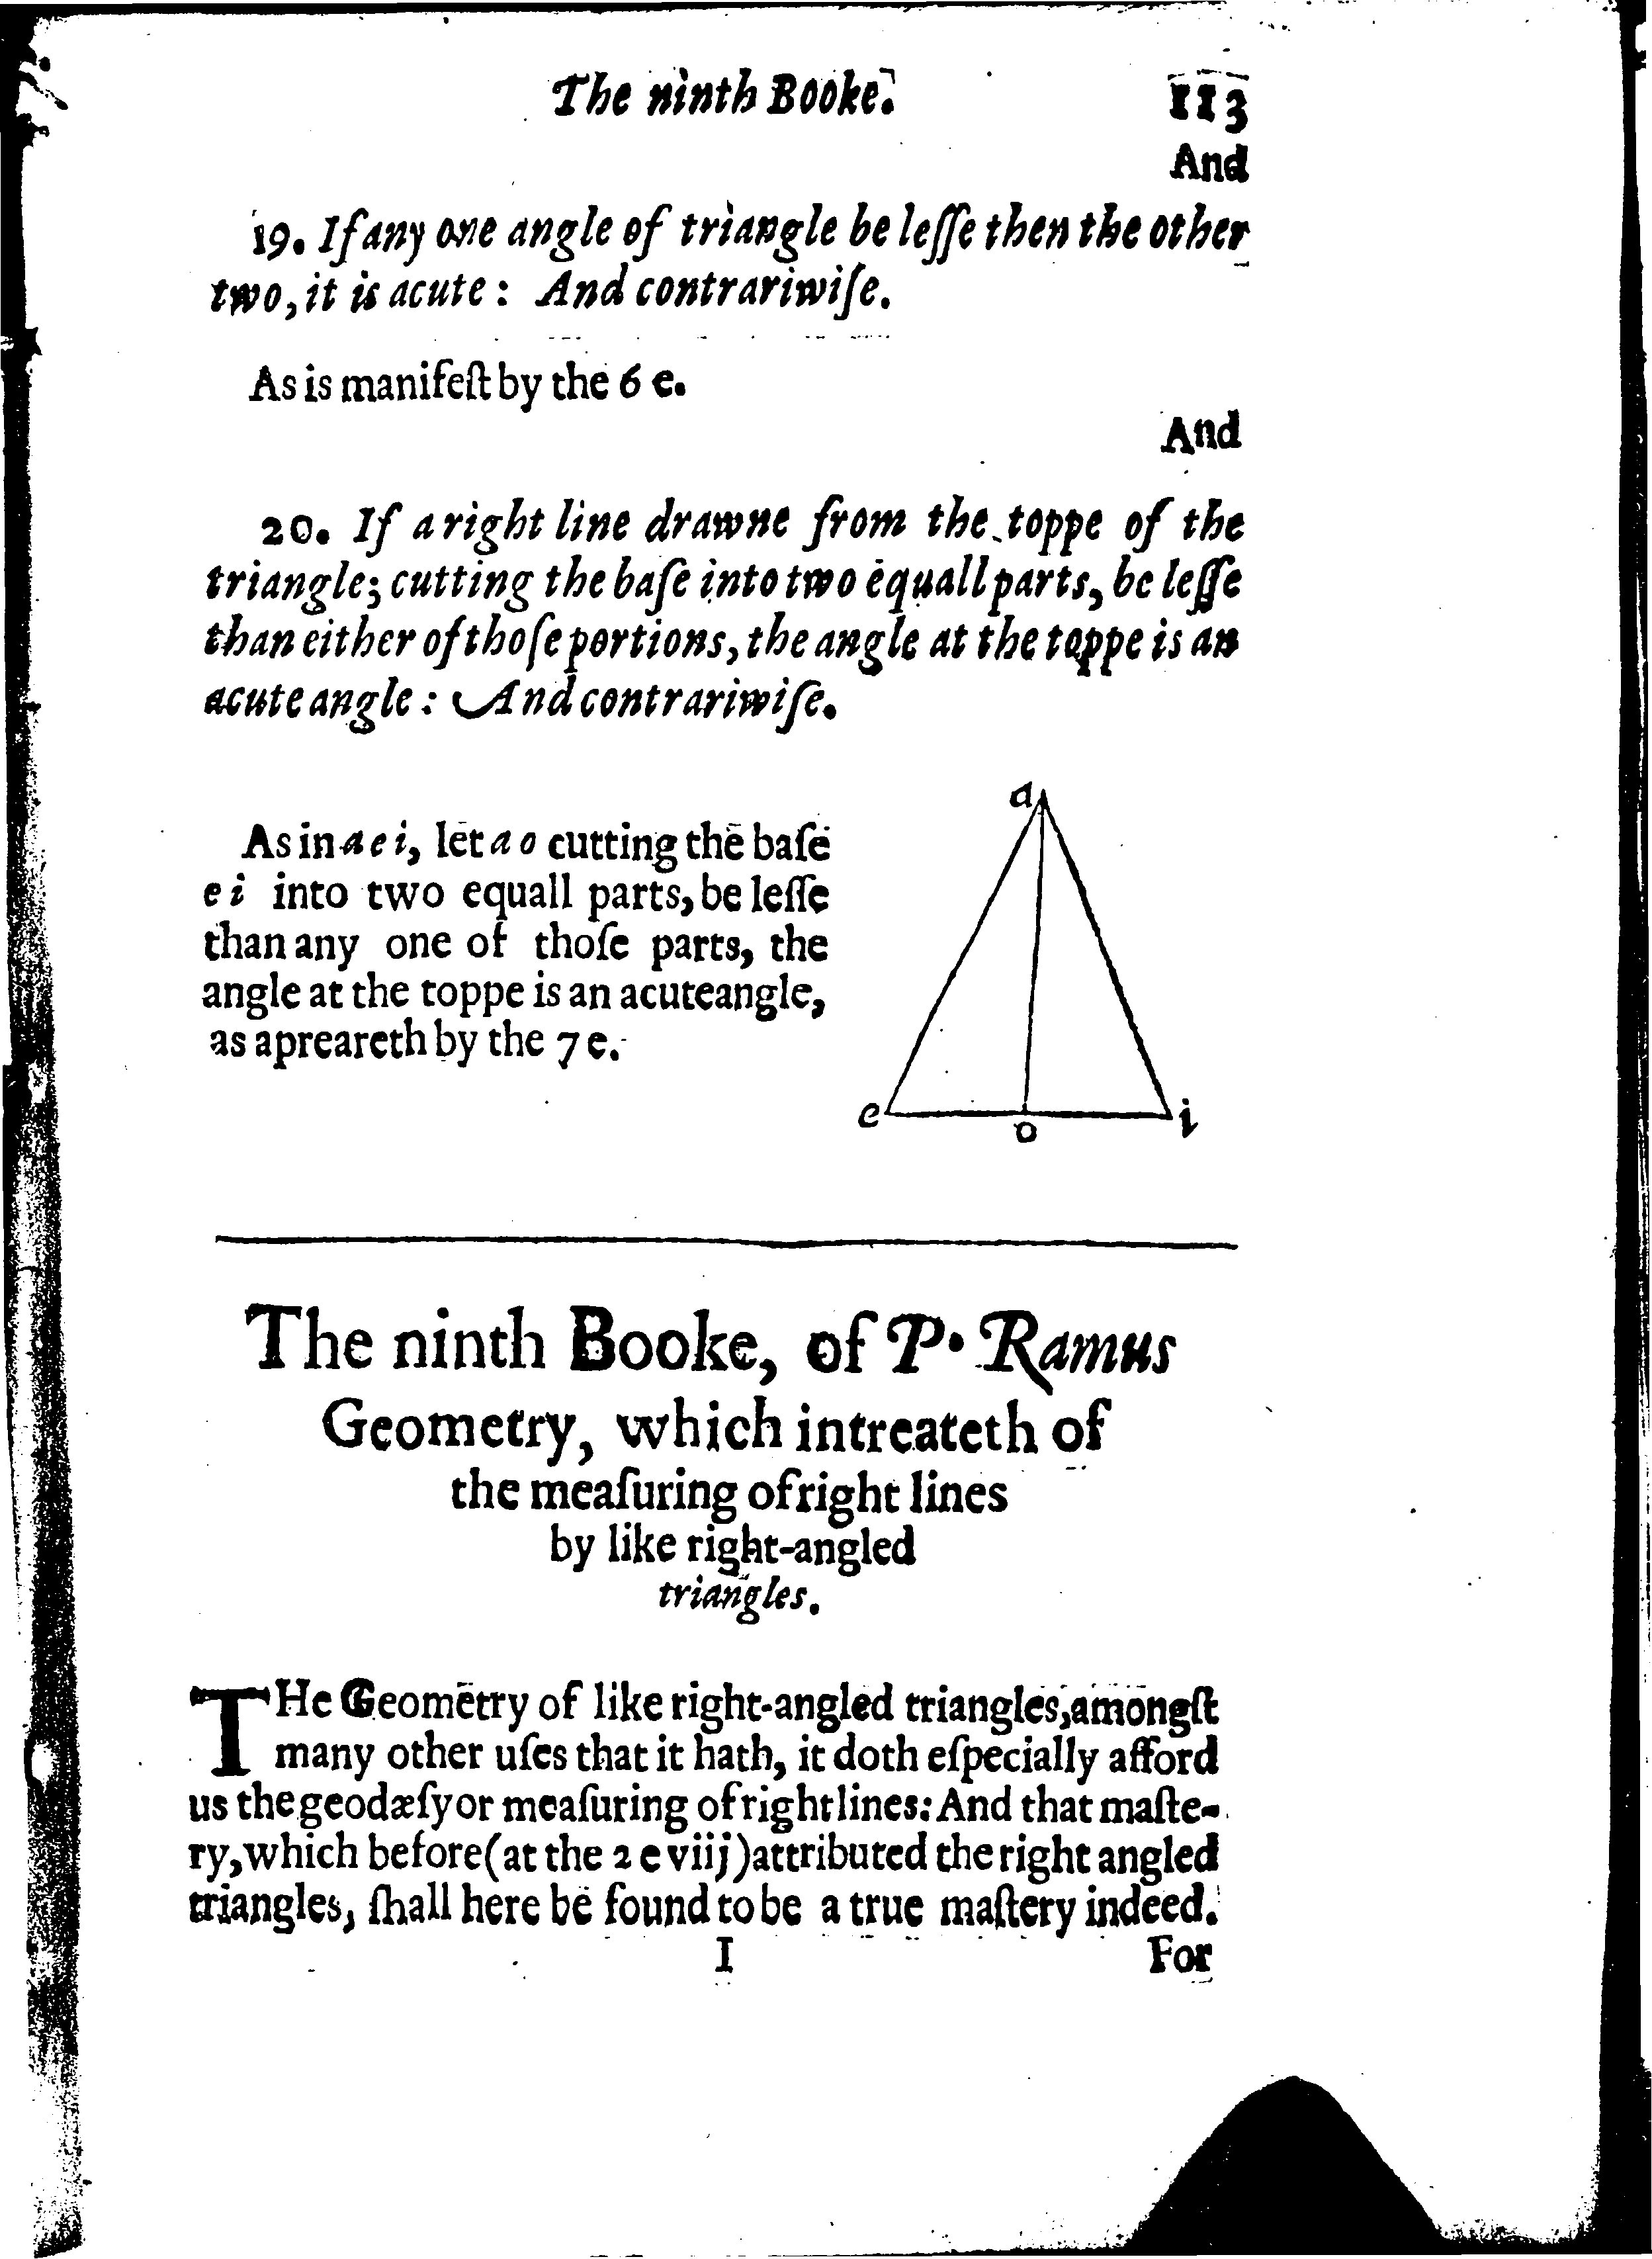 The ninth Booke. 113
And
19. If any one angle of triangle be leſſe then the other
two, it is acute: And contrariwiſe.
As is manifeſt by the 6 e.
And
20. If a right line drawne from the toppe of the
triangle; cutting the baſe into two equall parts, be leſſe
than either of thoſe portions, the angle at the toppe is an
acute angle: And contrariwiſe.
As in a e i, let a o cutting the baſe
e i into two equall parts, be leſſe
than any one of thoſe parts, the
angle at the toppe is an acuteangle,
as apreareth by the 7 e.
a
e
o
i
The ninth Booke, of P. Ramus
Geometry, which intreateth of
the meaſuring of right lines
by like right-angled
triangles.
THe Geometry of like right-angled triangles, amongſt
many other uſes that it hath, it doth eſpecially afford
us the geodæſy or meaſuring of right lines: And that maſte-
ry, which before (at the 2 e viij) attributed the right angled
triangles, ſhall here be found to be a true maſtery indeed.
I For